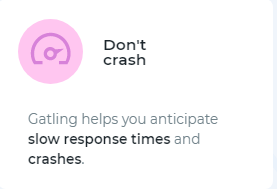 Don't
crash
Gatling helps you anticipate
slow response times and
crashes.